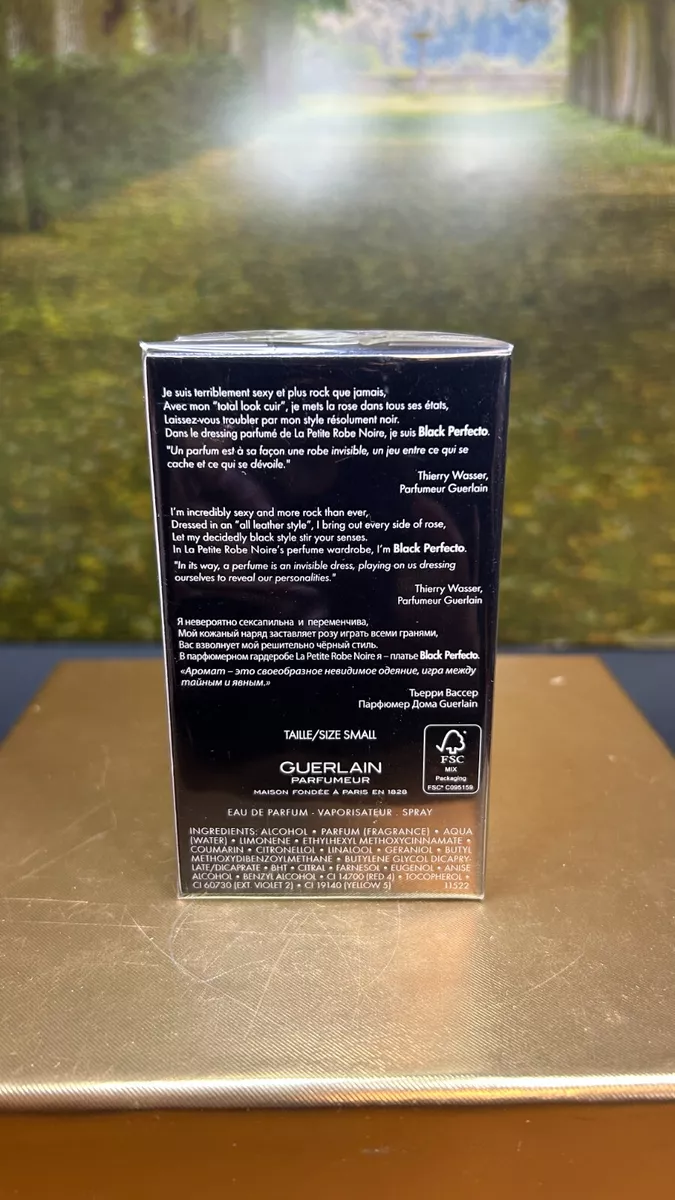 Je suis terriblement sexy et plus rock que jamais,
Avec mon "total look cuir", je mets la rose dans tous ses états,
Laissez-vous troubler par mon style résolument noir.
Dans le dressing parfumé de La Petite Robe Noire, je suis Black Perfecto.
"Un parfum est à sa façon une robe invisible, un jeu entre ce qui se
cache et ce qui se dévoile."
Thierry Wasser,
Parfumeur Guerlain
I'm incredibly sexy and more rock than ever,
Dressed in an "all leather style", I bring out every side of rose,
Let my decidedly black style stir your senses.
In La Petite Robe Noire's perfume wardrobe, I'm Black Perfecto.
"In its way, a perfume is an invisible dress, playing on us dressing
ourselves to reveal our personalities."
Thierry Wasser,
Parfumeur Guerlain
Я невероятно сексапильна и переменчива,
Мой кожаный наряд заставляет розу играть всеми гранями,
Вас взволнует мой решительно чёрный стиль.
В парфюмерном гардеробе La Petite Robe Noire я – платье Black Perfecto.
«Аромат – это своеобразное невидимое одеяние, игра между
тайным и явным.»
Тьерри Вассер
Парфюмер Дома Guerlain
TAILLE/SIZE SMALL
FSC
MIX
Packaging
FSC® C095159
GUERLAIN
PARFUMEUR
MAISON FONDÉE À PARIS EN 1828
EAU DE PARFUM - VAPORISATEUR . SPRAY
INGREDIENTS: ALCOHOL • PARFUM (FRAGRANCE) • AQUA
(WATER) • LIMONENE • ETHYLHEXYL METHOXYCINNAMATE •
COUMARIN • CITRONELLOL • LINALOOL • GERANIOL • BUTYL
METHOXYDIBENZOYLMETHANE • BUTYLENE GLYCOL DICAPRY-
LATE/DICAPRATE • BHT • CITRAL • FARNESOL • EUGENOL • ANISE
ALCOHOL • BENZYL ALCOHOL • CI 14700 (RED 4) • TOCOPHEROL •
CI 60730 (EXT. VIOLET 2) • CI 19140 (YELLOW 5) 11522